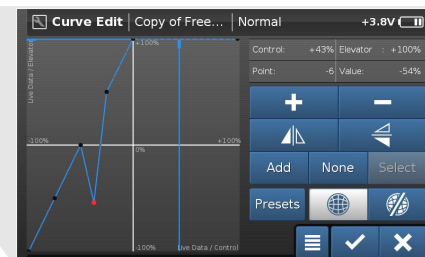 Curve Edit Copy of Free... Normal +3.8V
+100%
Control: +43% Elevator : +100%
Point: -6 Value: -54%
Live Data / Elevator
-100% +100%
0%
Add None Select
Presets
-100% Live Data / Control